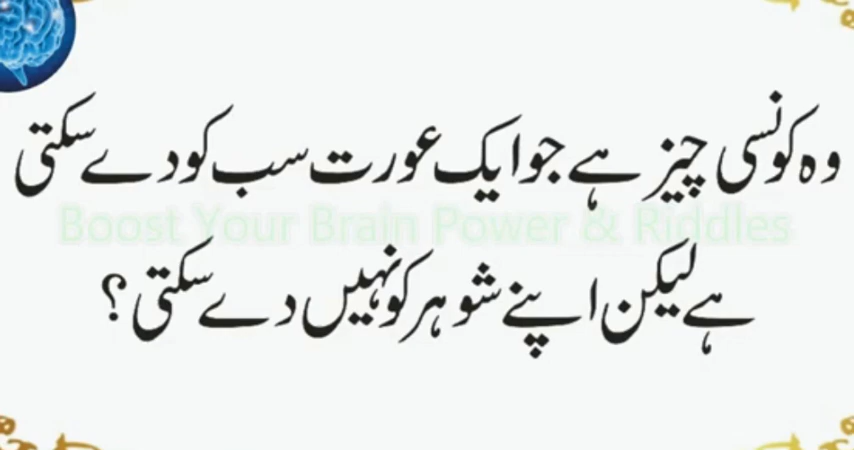 وہ کونسی چیز ہے جو ایک عورت سب کو دے سکتی
Boost Your Brain Power & Riddles
ہے لیکن اپنے شوہر کو نہیں دے سکتی ؟